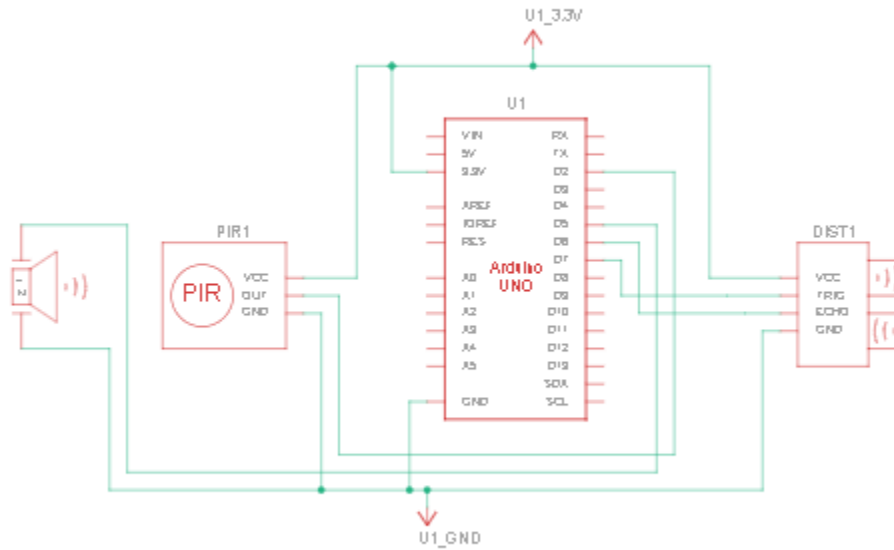 U1_3.3V
U1
VIN
5V
3.3V
AREF
IOREF
RES
A0
A1
A2
A3
A4
A5
GND
RX
TX
D2
D3
D4
D5
D6
D7
D8
D9
D10
D11
D12
D13
SDA
SCL
Arduino
UNO
PIR1
PIR
VCC
OUT
GND
1
2
DIST1
VCC
TRIG
ECHO
GND
U1_GND